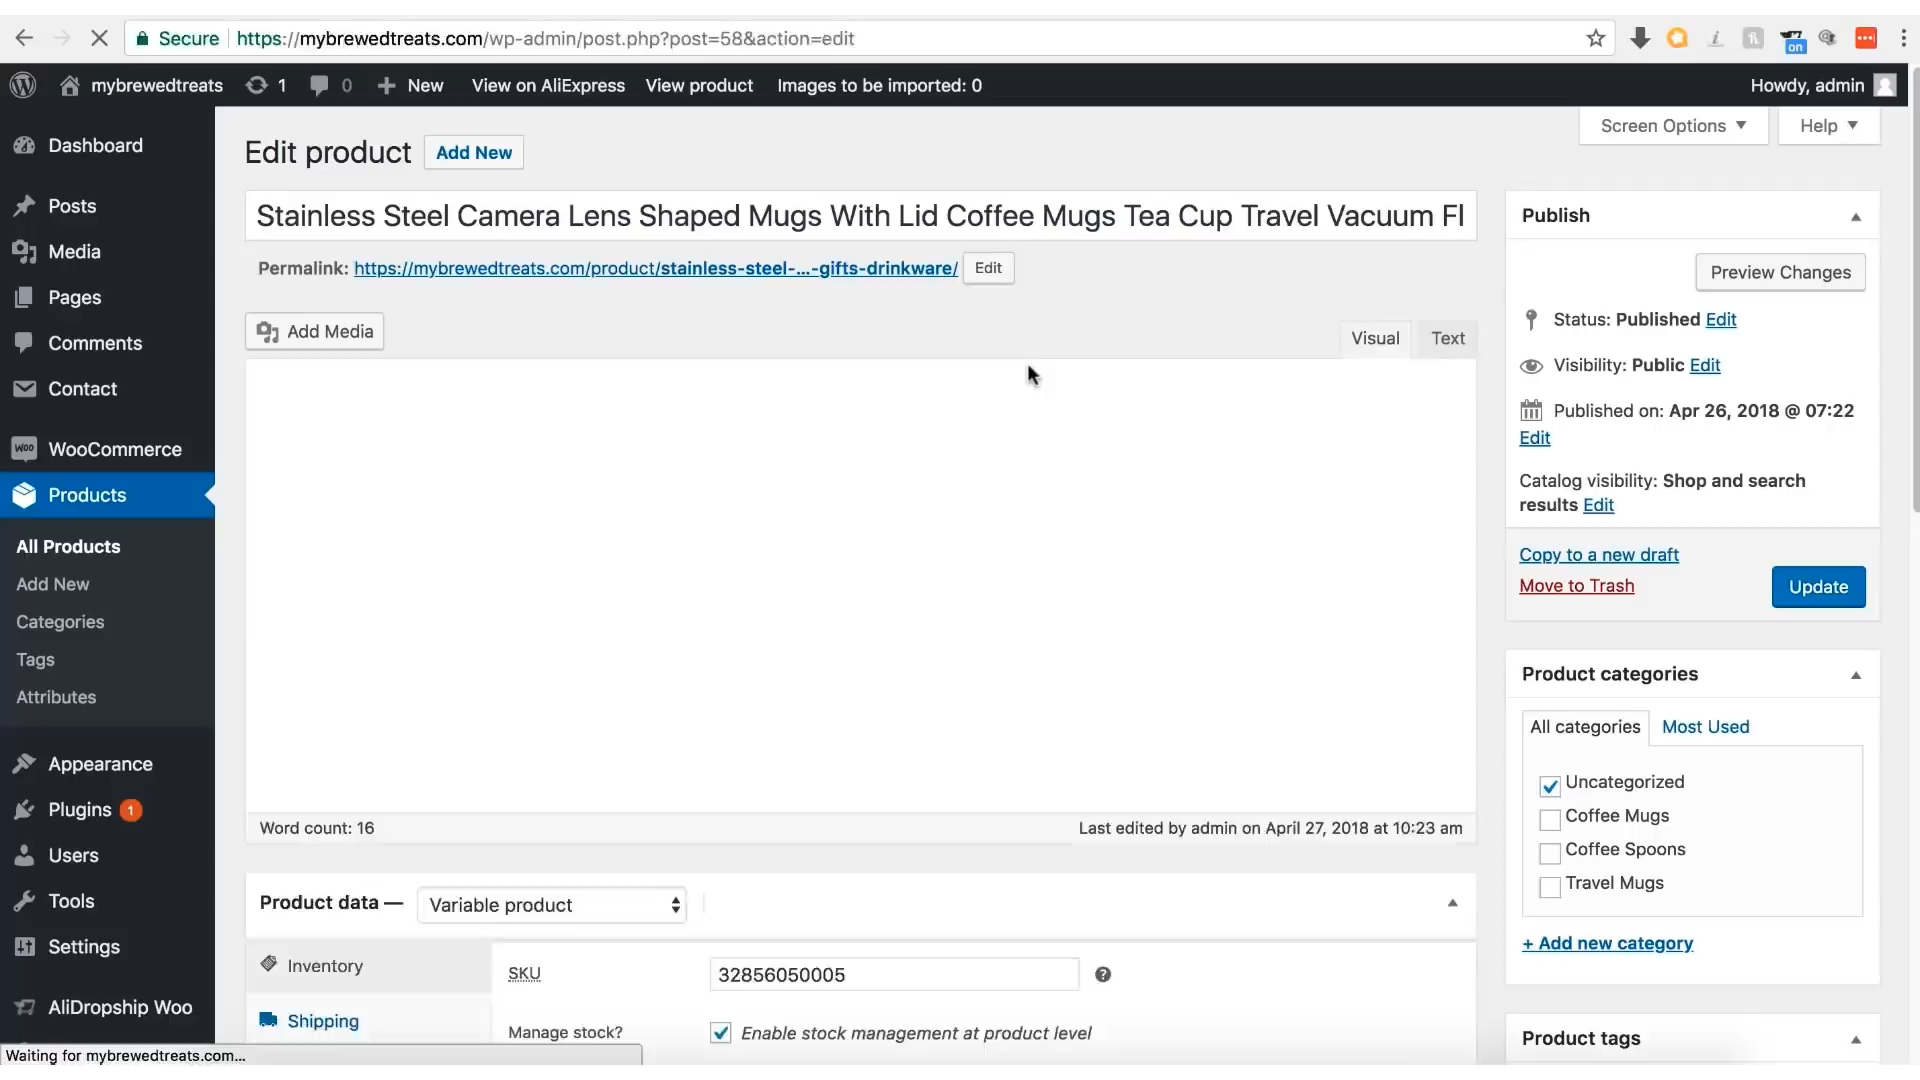 Secure https://mybrewedtreats.com/wp-admin/post.php?post=58&action=edit
on
mybrewedtreats 1 0 New View on AliExpress View product Images to be imported: 0 Howdy, admin
Screen Options Help
Dashboard
Posts
Media
Pages
Comments
Contact
WooCommerce
Products
All Products
Add New
Categories
Tags
Attributes
Appearance
Plugins 1
Users
Tools
Settings
AliDropship Woo
Edit product Add New
Stainless Steel Camera Lens Shaped Mugs With Lid Coffee Mugs Tea Cup Travel Vacuum Fl
Permalink: https://mybrewedtreats.com/product/stainless-steel-...-gifts-drinkware/ Edit
Add Media
Visual Text
Word count: 16 Last edited by admin on April 27, 2018 at 10:23 am
Product data — Variable product
Inventory
Shipping
SKU 32856050005
Manage stock? Enable stock management at product level
Publish
Preview Changes
Status: Published Edit
Visibility: Public Edit
Published on: Apr 26, 2018 @ 07:22
Edit
Catalog visibility: Shop and search
results Edit
Copy to a new draft
Move to Trash
Update
Product categories
All categories Most Used
Uncategorized
Coffee Mugs
Coffee Spoons
Travel Mugs
+ Add new category
Product tags
Waiting for mybrewedtreats.com...